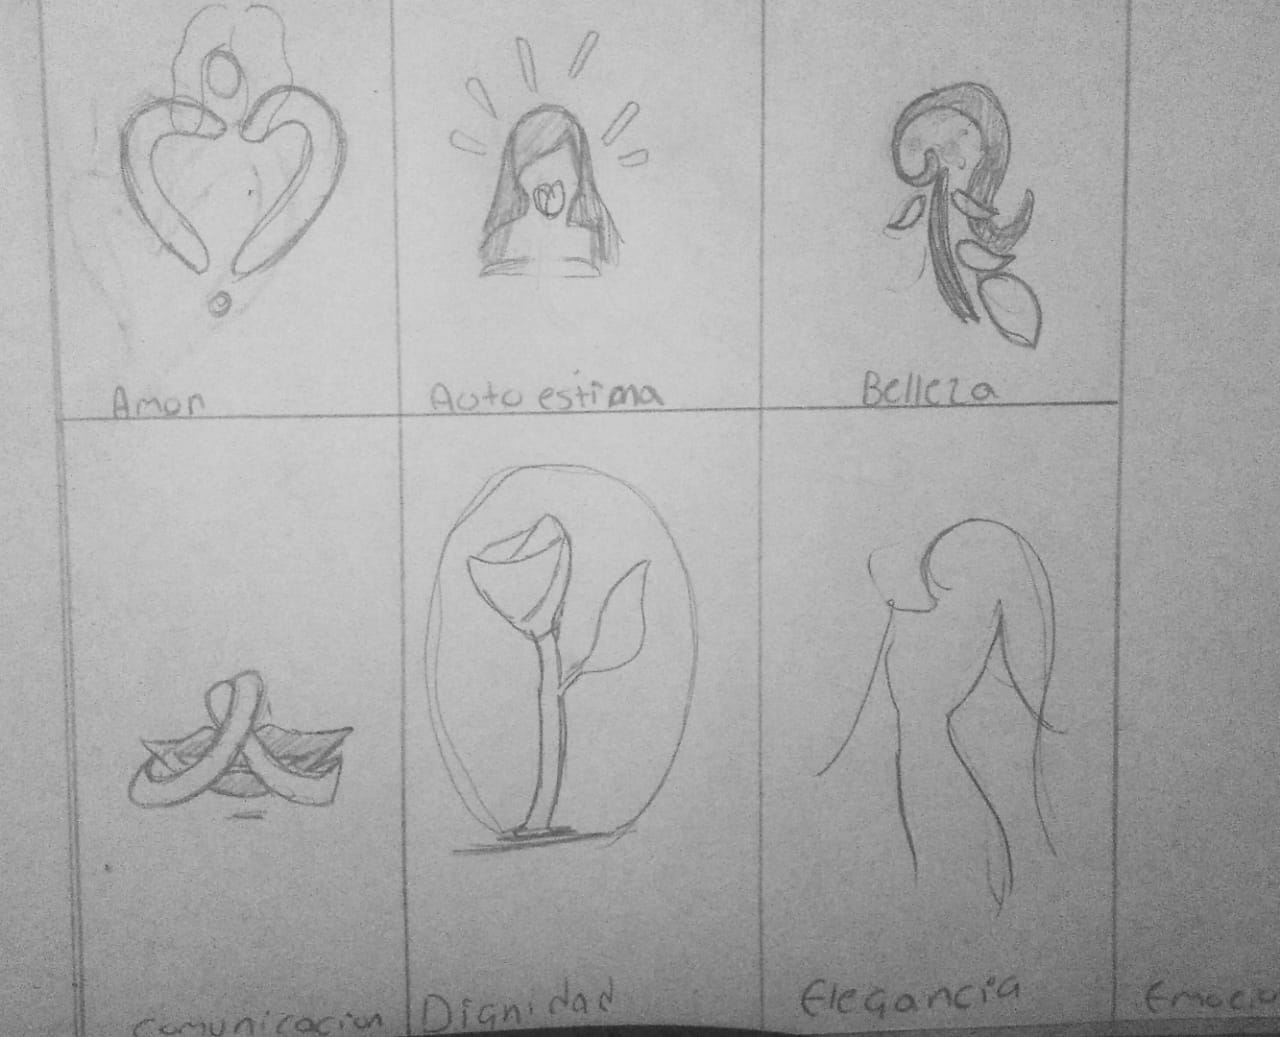 Amor
Auto estima
Belleza
comunicacion
Dignidad
Elegancia